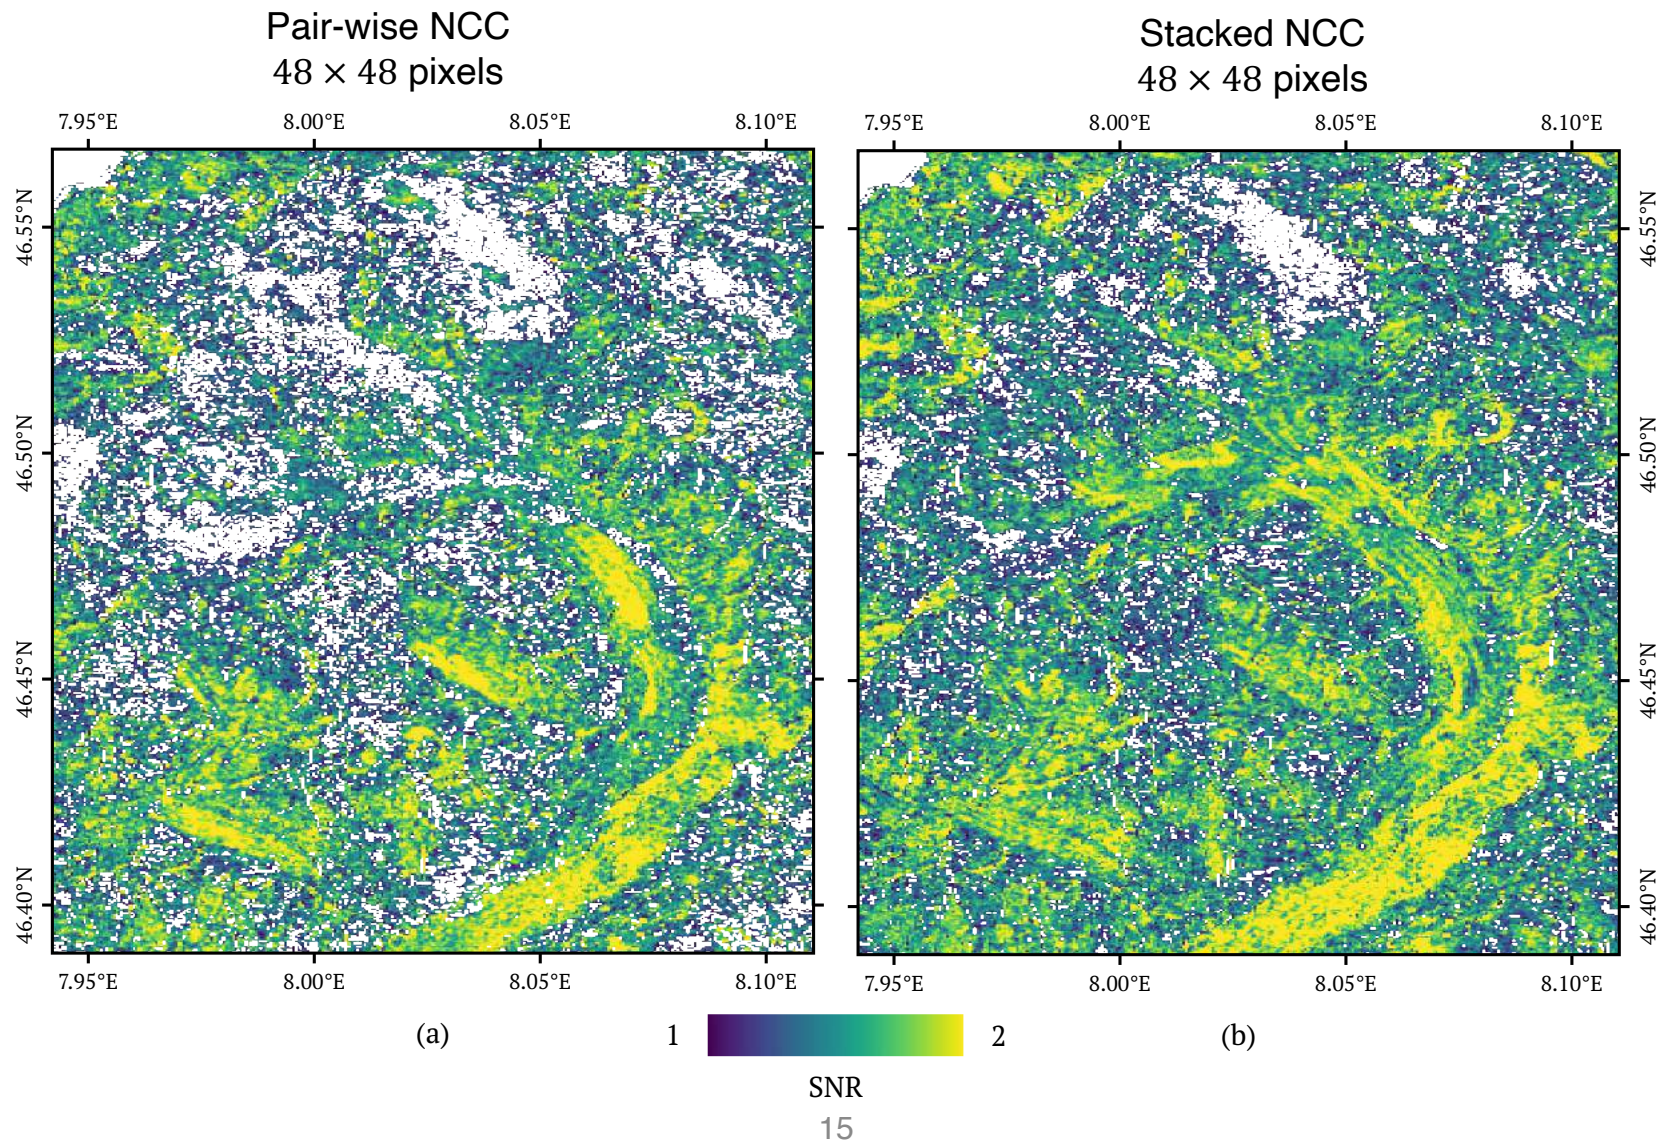 Pair-wise NCC
48 × 48 pixels
Stacked NCC
48 × 48 pixels
7.95°E 8.00°E 8.05°E 8.10°E
7.95°E 8.00°E 8.05°E 8.10°E
46.55°N
46.50°N
46.45°N
46.40°N
46.55°N
46.50°N
46.45°N
46.40°N
7.95°E 8.00°E 8.05°E 8.10°E
7.95°E 8.00°E 8.05°E 8.10°E
(a)
1
2
(b)
SNR
15